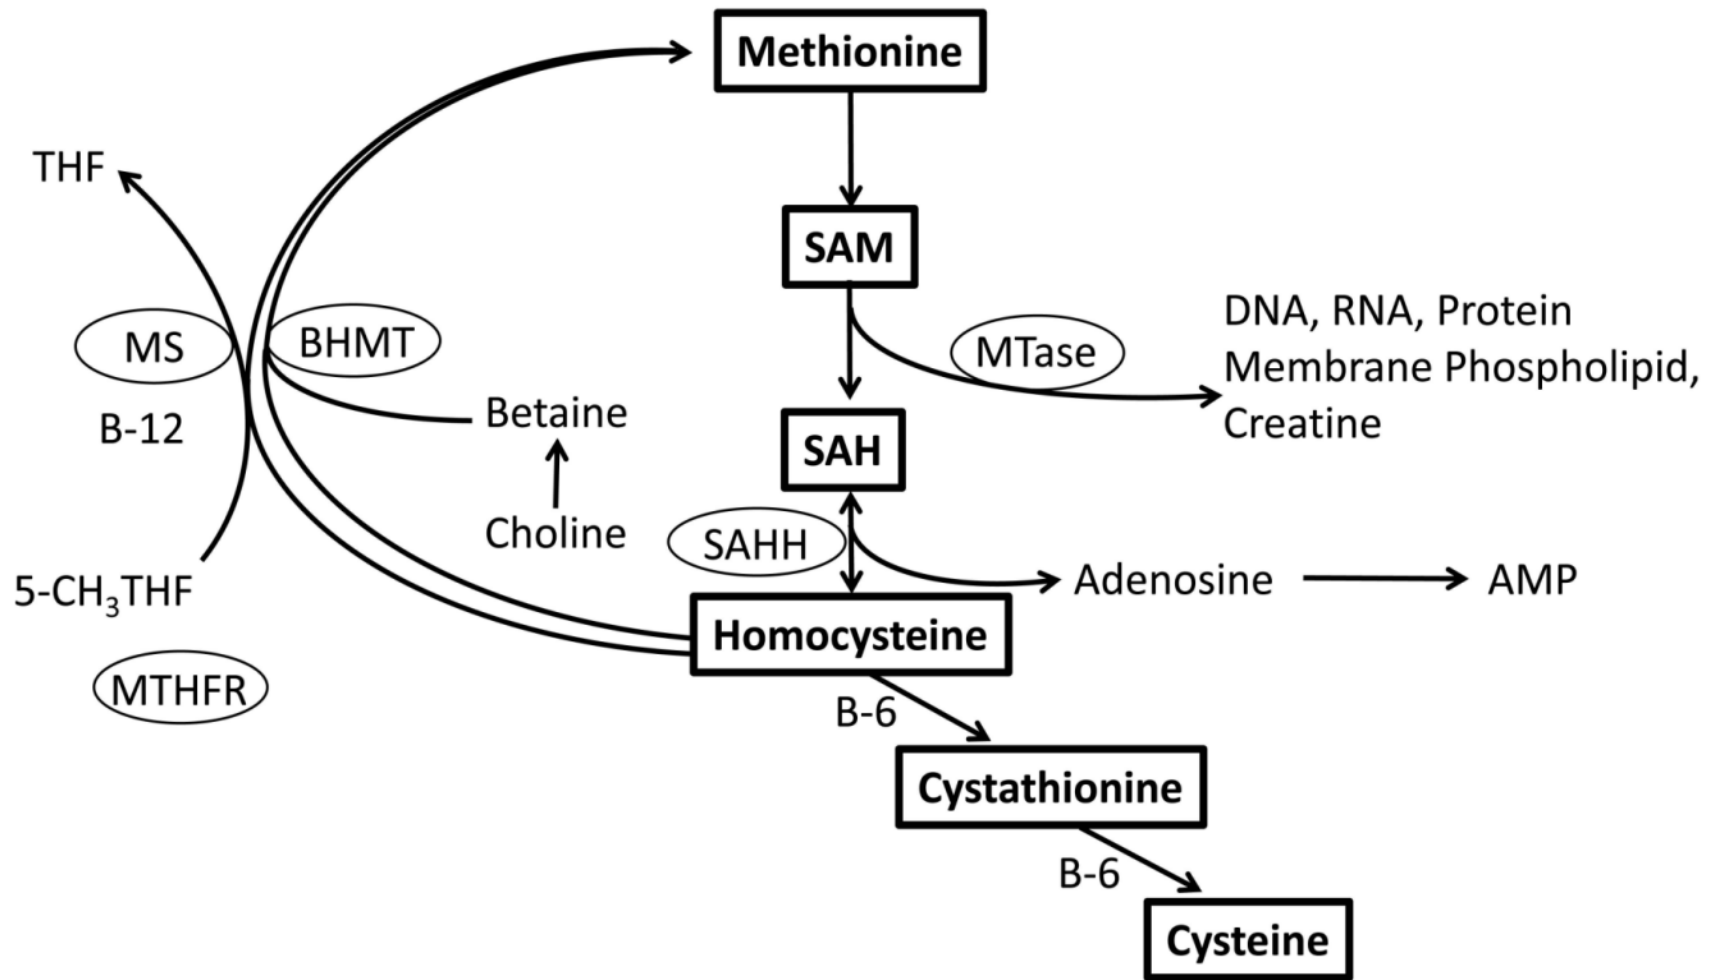 Methionine
THF
SAM
DNA, RNA, Protein
Membrane Phospholipid,
Creatine
MS
BHMT
MTase
B-12
Betaine
SAH
Choline
SAHH
5-CH₃THF
Adenosine
AMP
Homocysteine
MTHFR
B-6
Cystathionine
B-6
Cysteine